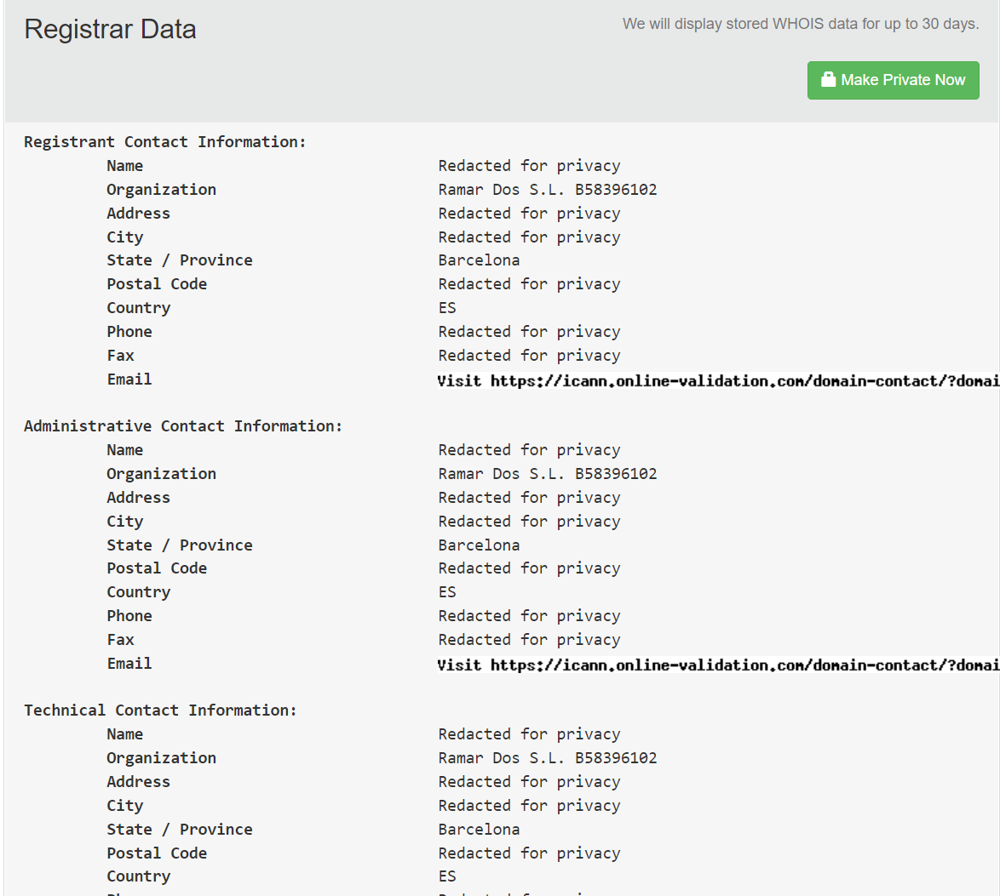 Registrar Data
We will display stored WHOIS data for up to 30 days.
Make Private Now
Registrant Contact Information:
Name Redacted for privacy
Organization Ramar Dos S.L. B58396102
Address Redacted for privacy
City Redacted for privacy
State / Province Barcelona
Postal Code Redacted for privacy
Country ES
Phone Redacted for privacy
Fax Redacted for privacy
Email Visit https://icann.online-validation.com/domain-contact/?domai
Administrative Contact Information:
Name Redacted for privacy
Organization Ramar Dos S.L. B58396102
Address Redacted for privacy
City Redacted for privacy
State / Province Barcelona
Postal Code Redacted for privacy
Country ES
Phone Redacted for privacy
Fax Redacted for privacy
Email Visit https://icann.online-validation.com/domain-contact/?domai
Technical Contact Information:
Name Redacted for privacy
Organization Ramar Dos S.L. B58396102
Address Redacted for privacy
City Redacted for privacy
State / Province Barcelona
Postal Code Redacted for privacy
Country ES